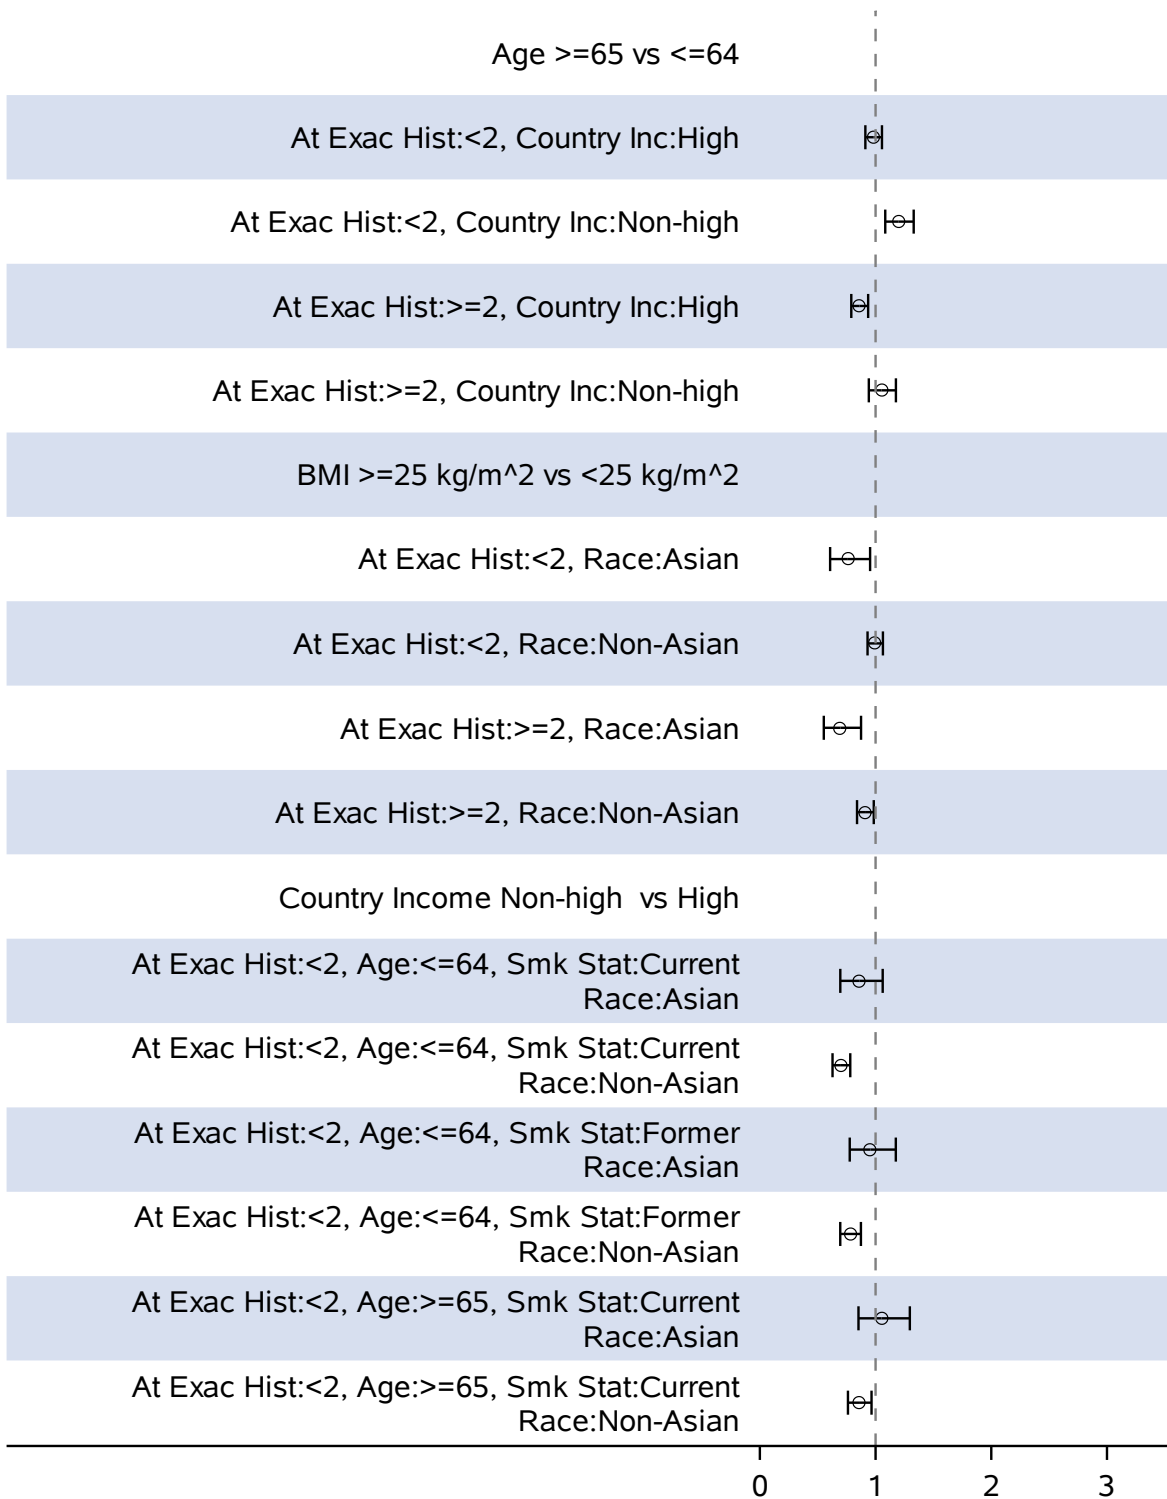 Age >=65 vs <=64
At Exac Hist:<2, Country Inc:High
At Exac Hist:<2, Country Inc:Non-high
At Exac Hist:>=2, Country Inc:High
At Exac Hist:>=2, Country Inc:Non-high
BMI >=25 kg/m^2 vs <25 kg/m^2
At Exac Hist:<2, Race:Asian
At Exac Hist:<2, Race:Non-Asian
At Exac Hist:>=2, Race:Asian
At Exac Hist:>=2, Race:Non-Asian
Country Income Non-high  vs High
At Exac Hist:<2, Age:<=64, Smk Stat:Current
Race:Asian
At Exac Hist:<2, Age:<=64, Smk Stat:Current
Race:Non-Asian
At Exac Hist:<2, Age:<=64, Smk Stat:Former
Race:Asian
At Exac Hist:<2, Age:<=64, Smk Stat:Former
Race:Non-Asian
At Exac Hist:<2, Age:>=65, Smk Stat:Current
Race:Asian
At Exac Hist:<2, Age:>=65, Smk Stat:Current
Race:Non-Asian
0 1 2 3